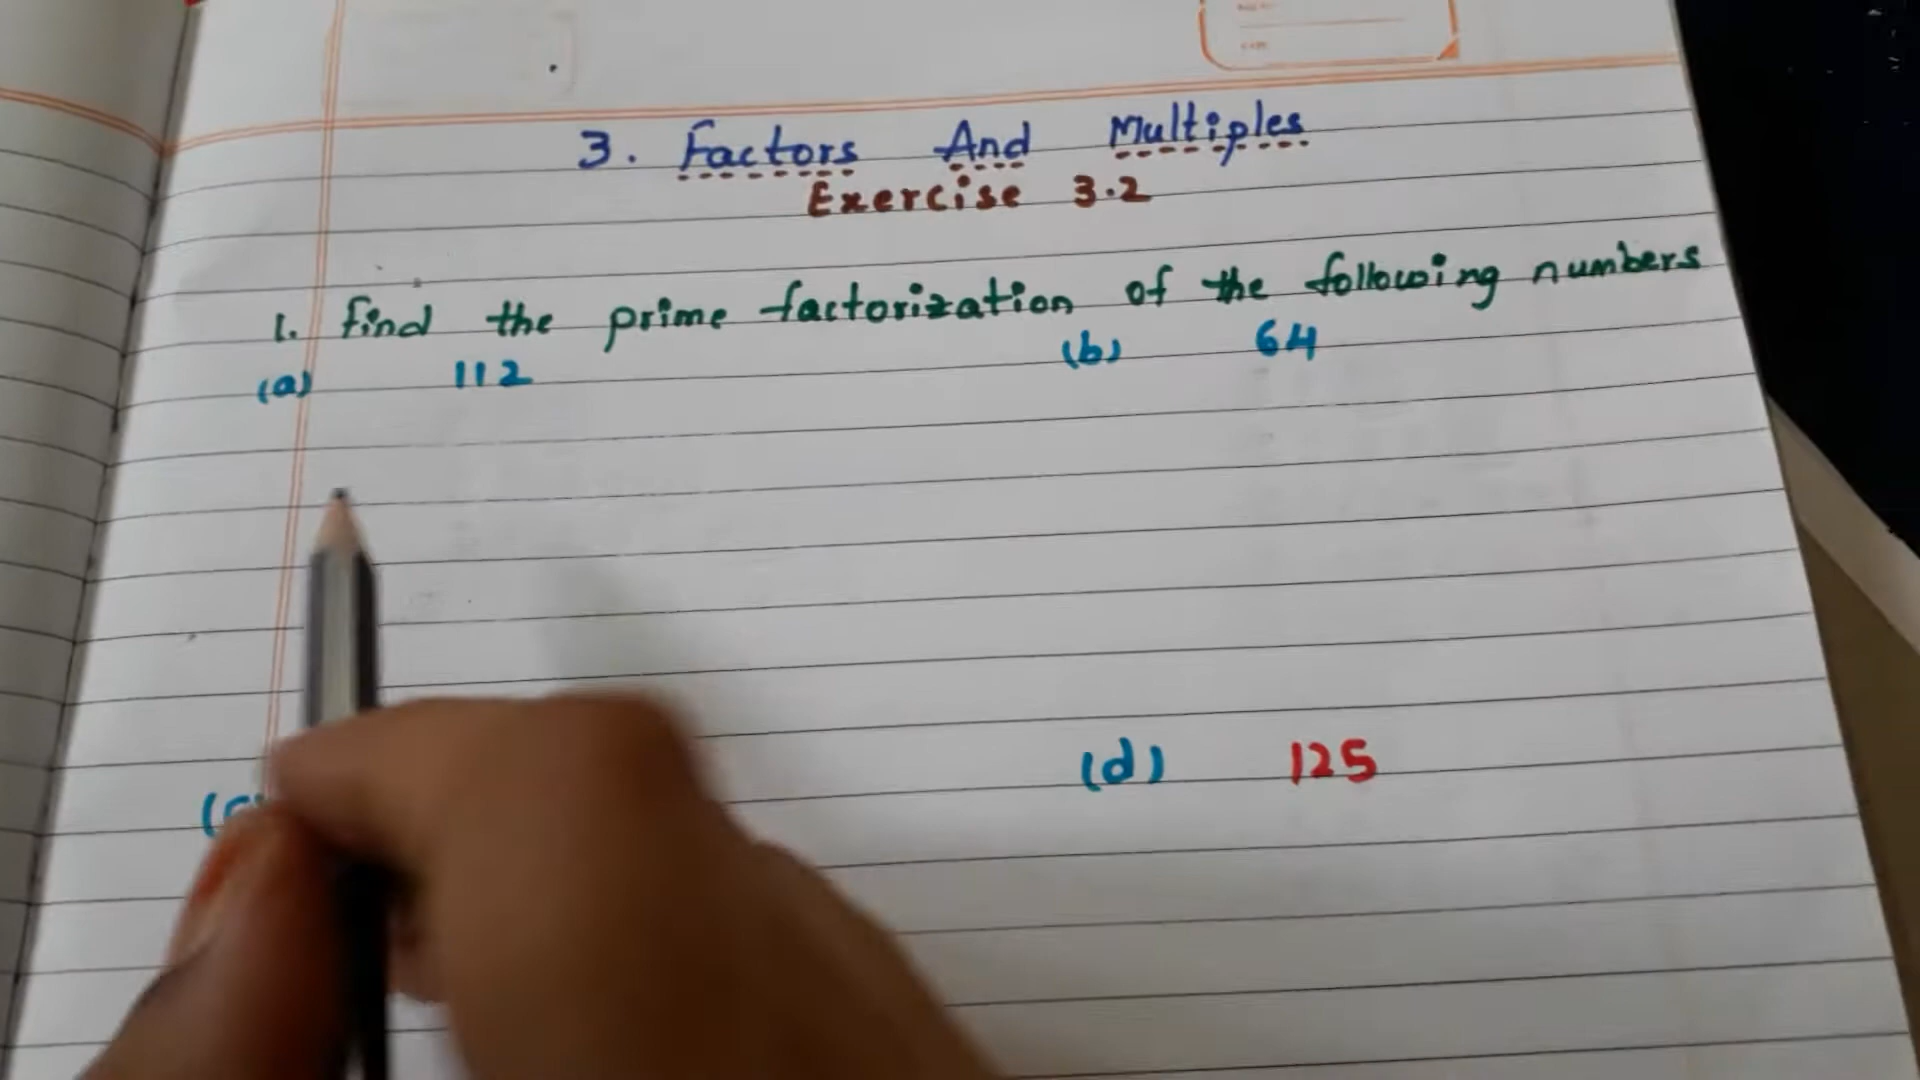 3. Factors And Multiples
Exercise 3.2
1. find the prime factorization of the following numbers
(a) 112 (b) 64
(d) 125